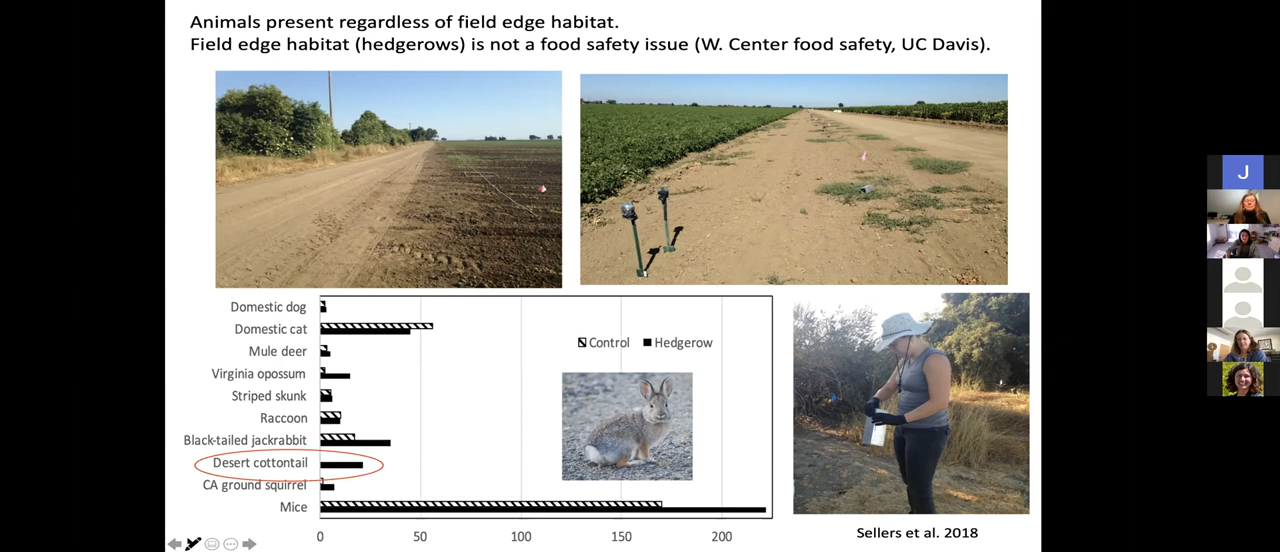 Animals present regardless of field edge habitat.
Field edge habitat (hedgerows) is not a food safety issue (W. Center food safety, UC Davis).
J
Domestic dog
Domestic cat
Mule deer
Virginia opossum
Striped skunk
Raccoon
Black-tailed jackrabbit
Desert cottontail
CA ground squirrel
Mice
Control Hedgerow
0 50 100 150 200
Sellers et al. 2018